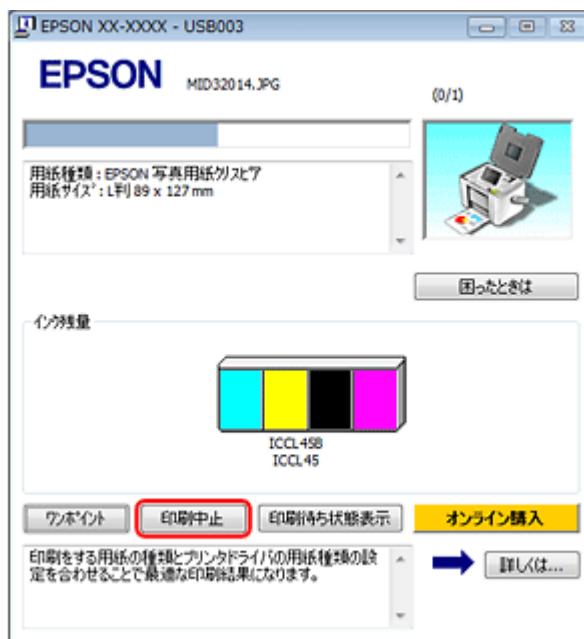 EPSON XX-XXXX - USB003
EPSON MID32014.JPG
(0/1)
用紙種類 : EPSON 写真用紙クリスピア
用紙サイズ : L判 89 x 127 mm
困ったときは
インク残量
ICCL45B
ICCL45
ワンポイント 印刷中止 印刷待ち状態表示 オンライン購入
印刷をする用紙の種類とプリンタドライバの用紙種類の設
定を合わせることで最適な印刷結果になります。
詳しくは...